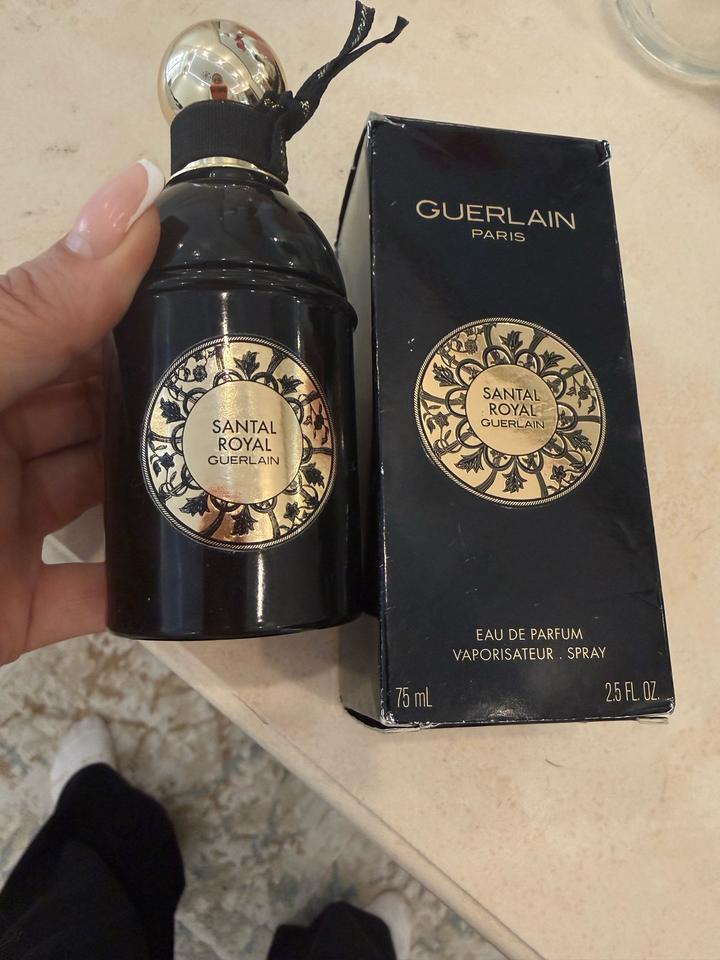 SANTAL
ROYAL
GUERLAIN
GUERLAIN
PARIS
SANTAL
ROYAL
GUERLAIN
EAU DE PARFUM
VAPORISATEUR . SPRAY
75 mL
2.5 FL. OZ.